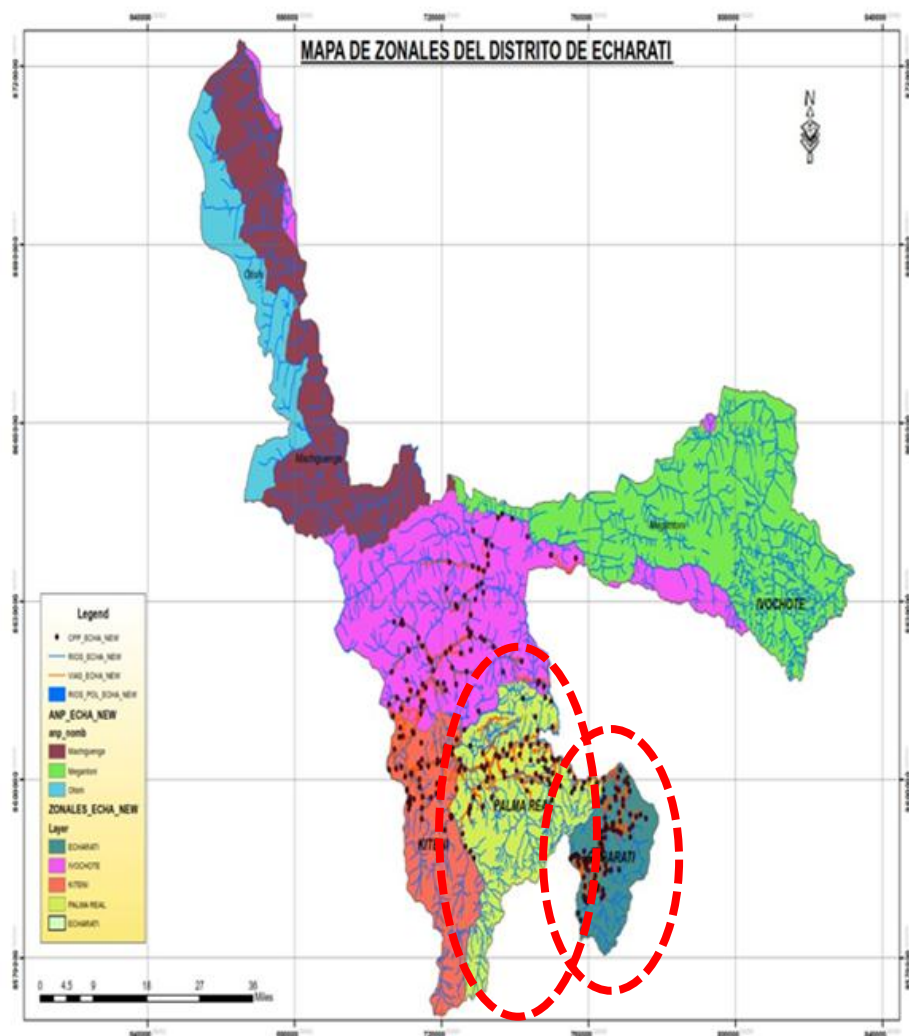 MAPA DE ZONALES DEL DISTRITO DE ECHARATI
N
Otishi
Machiguenga
Megantoni
IVOCHOTE
PALMA REAL
KITENI
Legend
CPP_ECHA_NEW
RIOS_ECHA_NEW
VIAS_ECHA_NEW
RIOS_POL_ECHA_NEW
ANP_ECHA_NEW
anp_nomb
Machiguenga
Megantoni
Otishi
ZONALES_ECHA_NEW
Layer
ECHARATI
IVOCHOTE
KITENI
PALMA REAL
ECHARATI
0 4.5 9 18 27 36
Miles